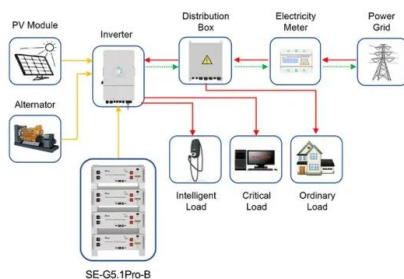 PV Module
Inverter
Distribution
Box
Electricity
Meter
Power
Grid
Alternator
Intelligent
Load
Critical
Load
Ordinary
Load
SE-G5.1Pro-B